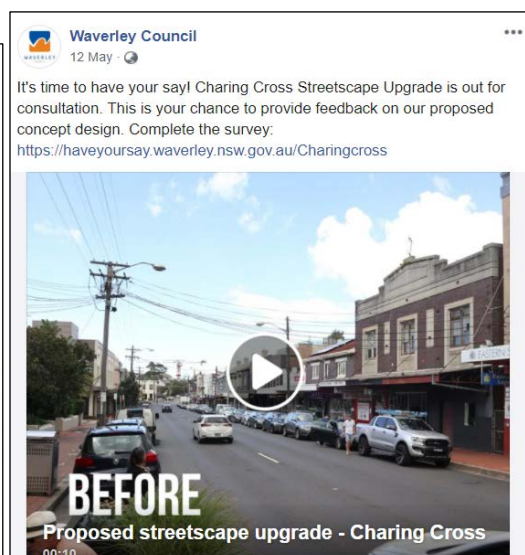 Waverley Council
12 May
WAVERLEY
It's time to have your say! Charing Cross Streetscape Upgrade is out for
consultation. This is your chance to provide feedback on our proposed
concept design. Complete the survey:
https://haveyoursay.waverley.nsw.gov.au/Charingcross
BEFORE
Proposed streetscape upgrade - Charing Cross
00:10